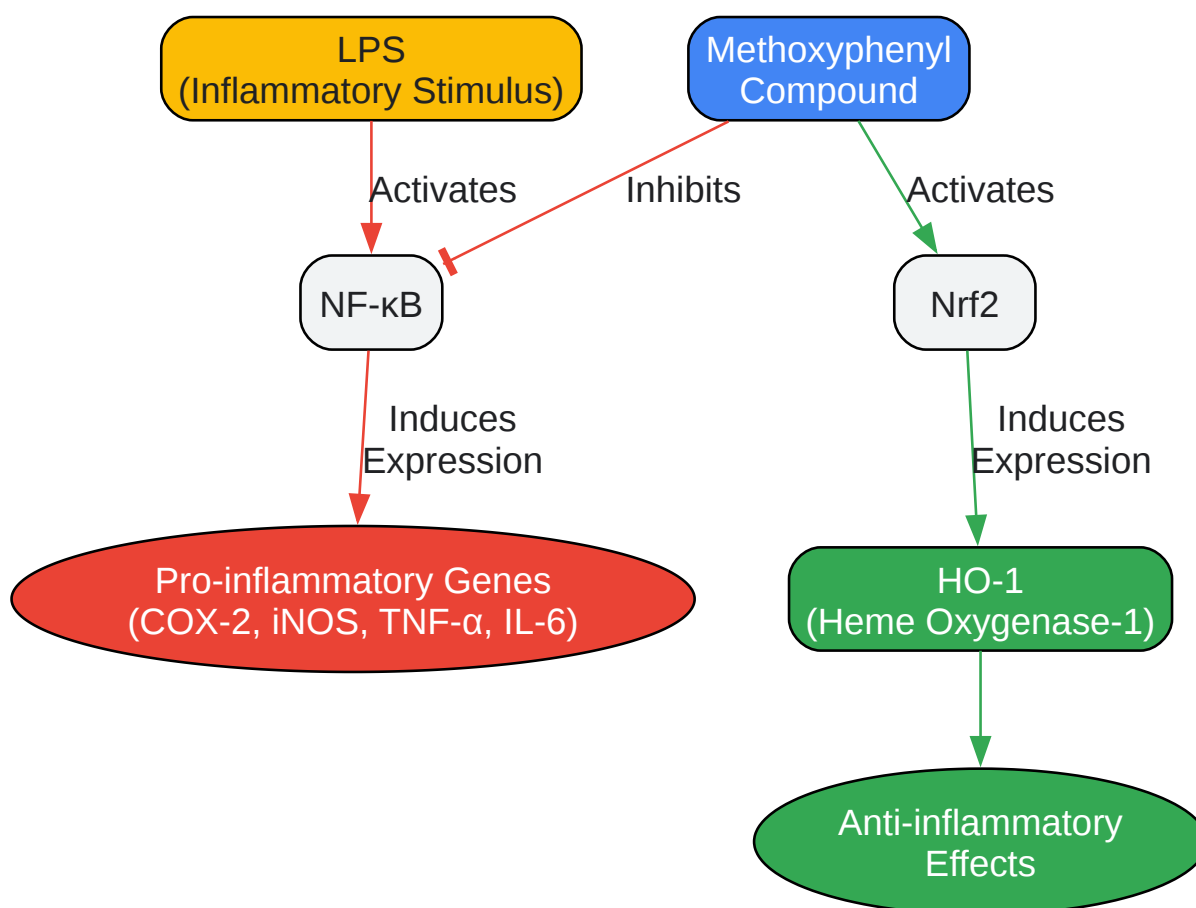 LPS
(Inflammatory Stimulus)
Methoxyphenyl
Compound
Activates
Inhibits
Activates
NF-κB
Nrf2
Induces
Expression
Induces
Expression
Pro-inflammatory Genes
(COX-2, iNOS, TNF-α, IL-6)
HO-1
(Heme Oxygenase-1)
Anti-inflammatory
Effects